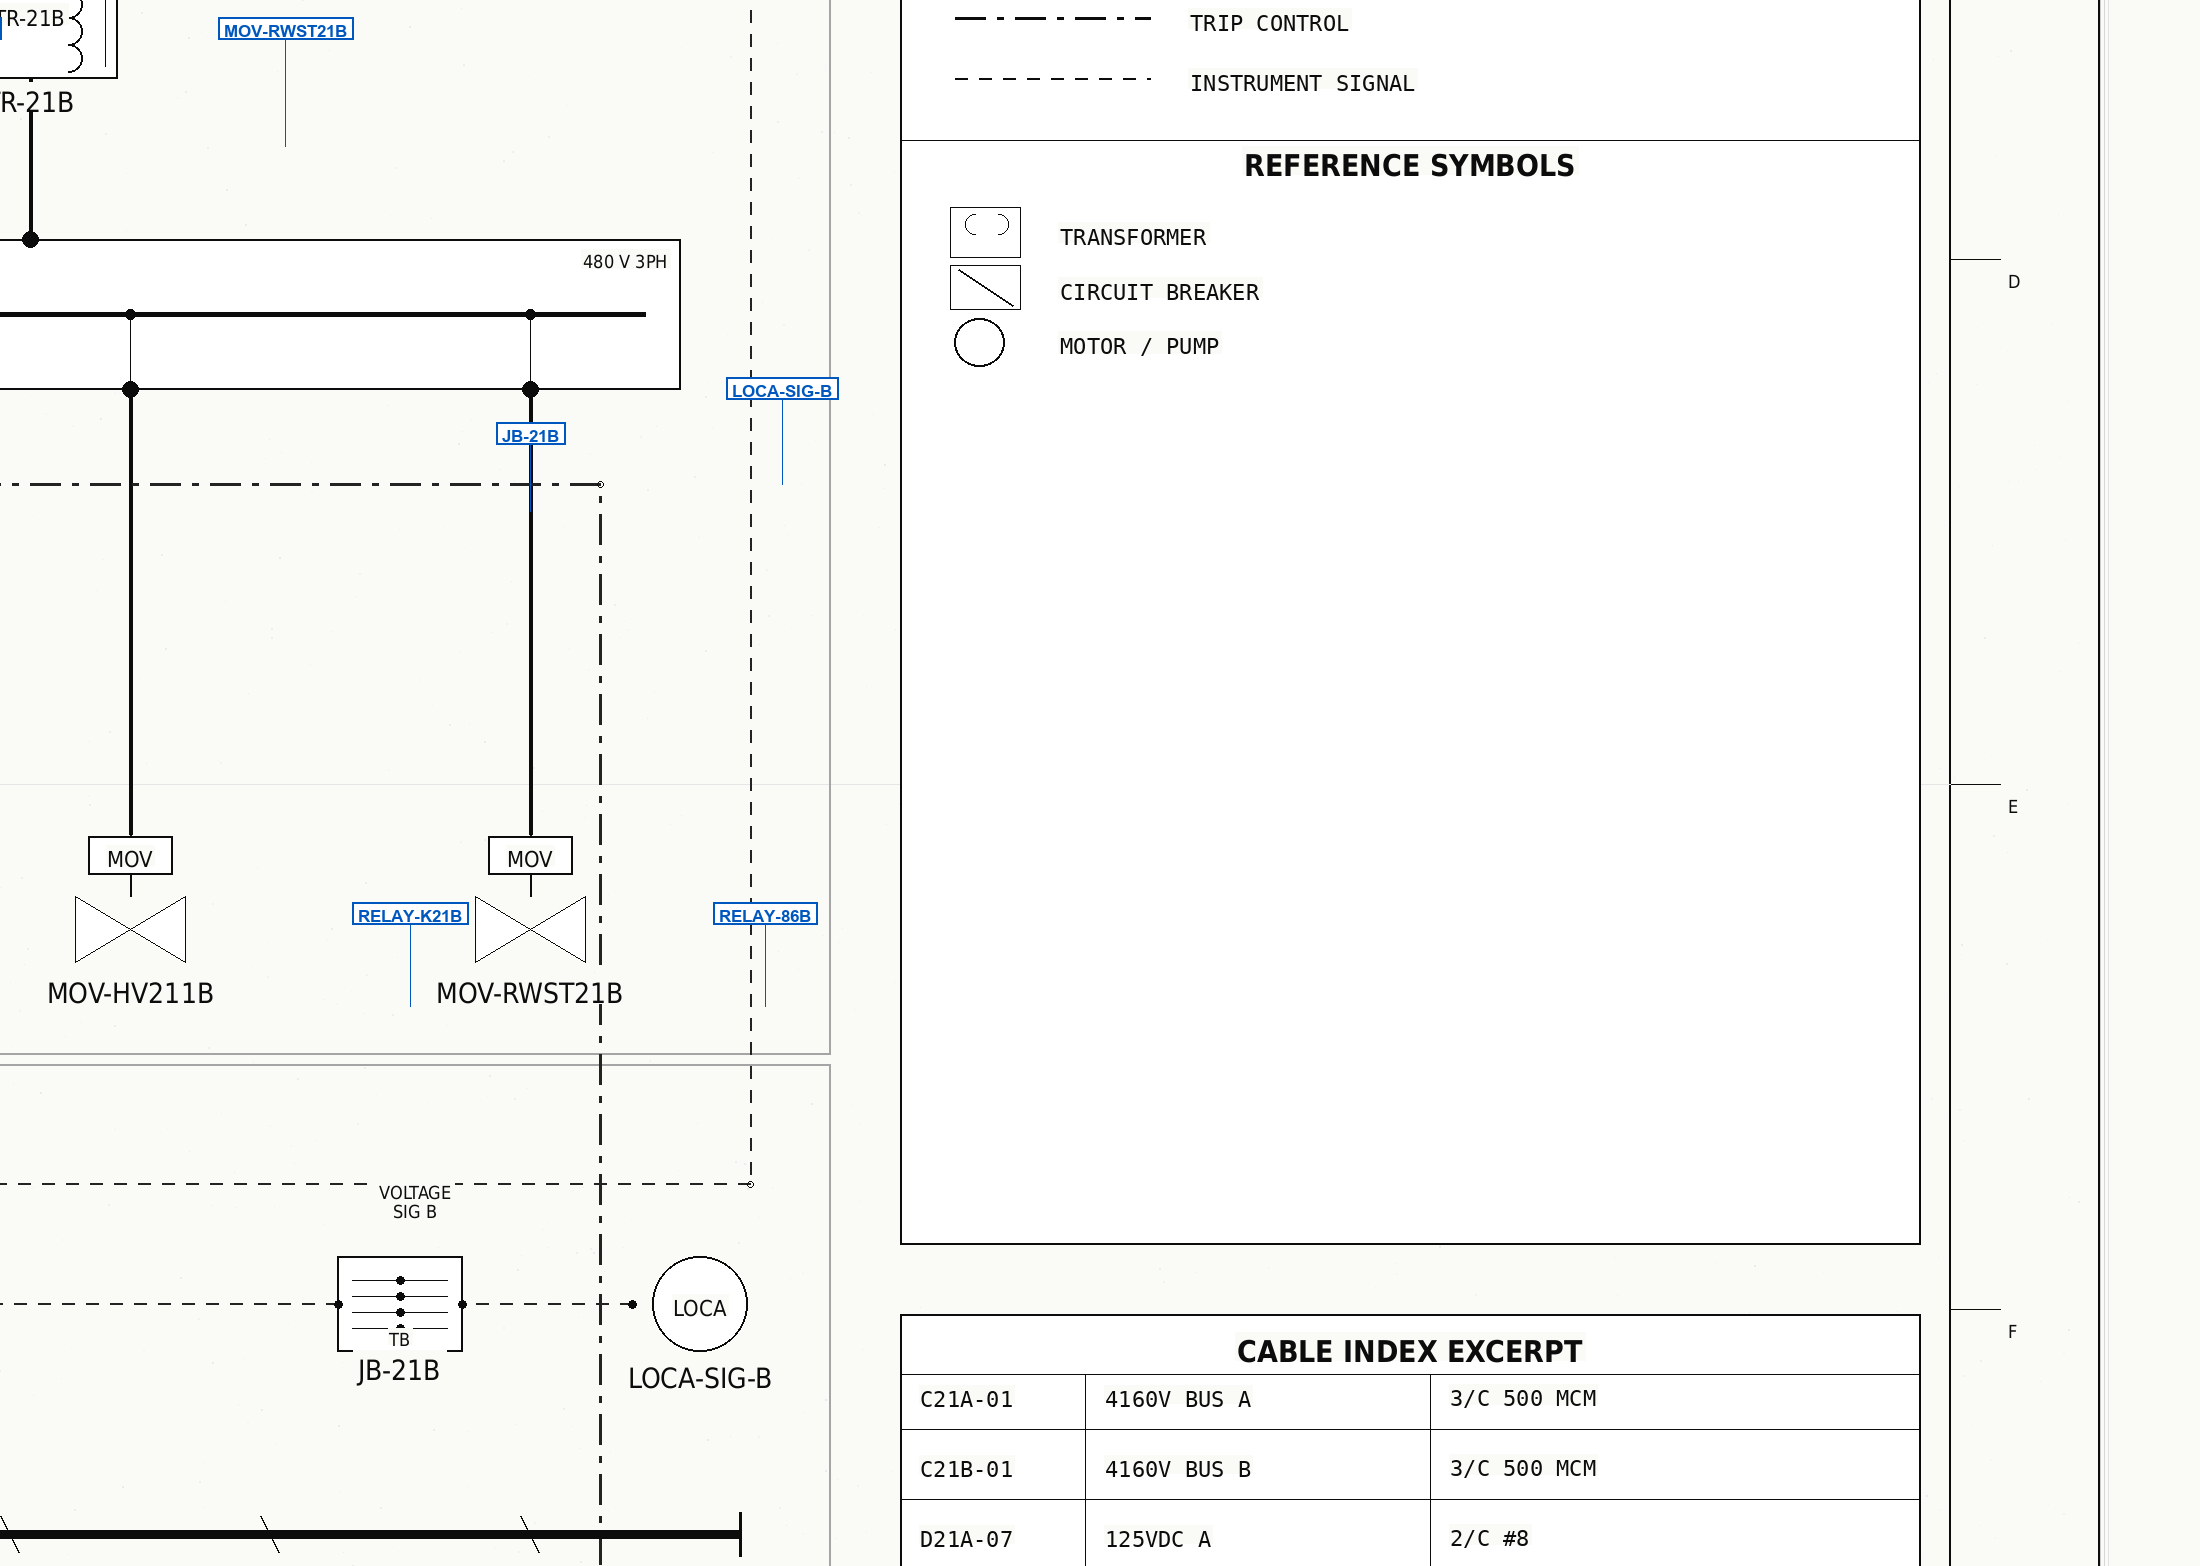 TR-21B
R-21B
MOV-RWST21B
480 V 3PH
LOCA-SIG-B
JB-21B
MOV
MOV
RELAY-K21B
RELAY-86B
MOV-HV211B
MOV-RWST21B
VOLTAGE
SIG B
TB
JB-21B
LOCA
LOCA-SIG-B
TRIP CONTROL
INSTRUMENT SIGNAL
REFERENCE SYMBOLS
TRANSFORMER
CIRCUIT BREAKER
MOTOR / PUMP
CABLE INDEX EXCERPT
C21A-01 4160V BUS A 3/C 500 MCM
C21B-01 4160V BUS B 3/C 500 MCM
D21A-07 125VDC A 2/C #8
D
E
F